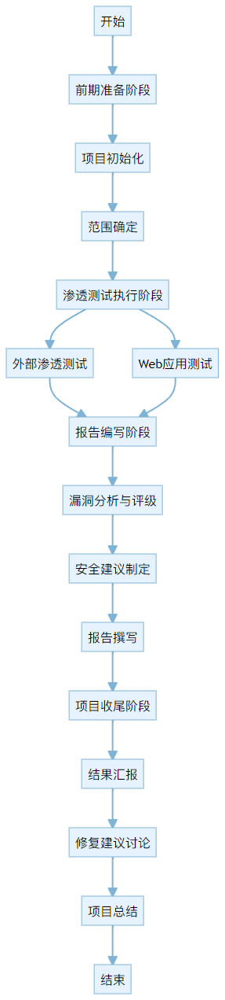 开始
前期准备阶段
项目初始化
范围确定
渗透测试执行阶段
外部渗透测试
Web应用测试
报告编写阶段
漏洞分析与评级
安全建议制定
报告撰写
项目收尾阶段
结果汇报
修复建议讨论
项目总结
结束